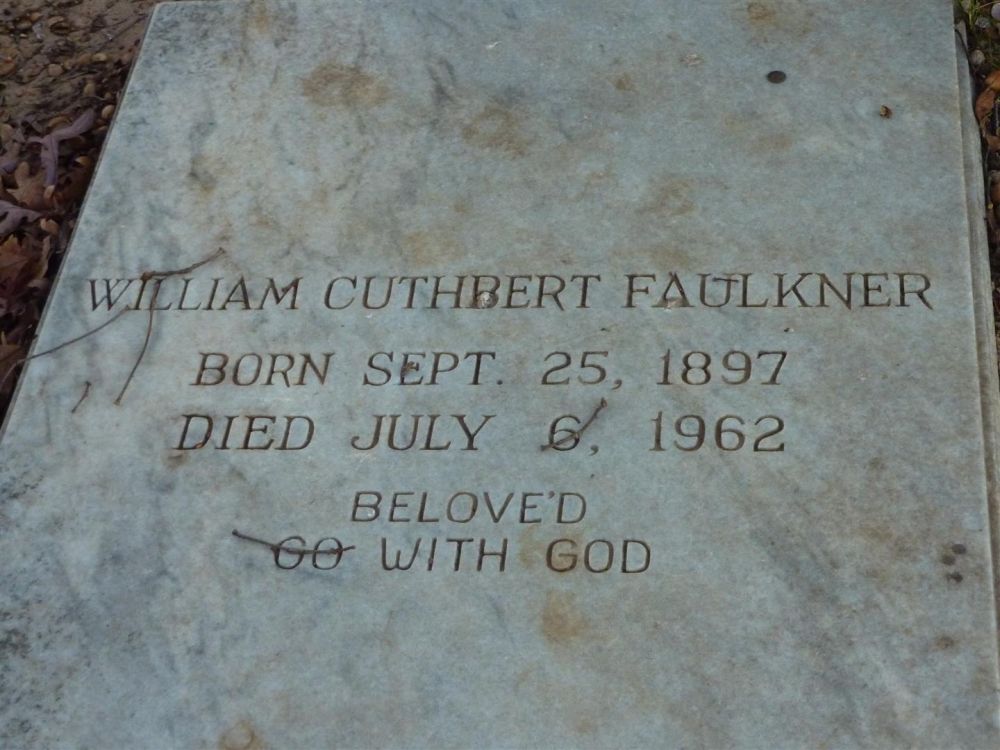 WILLIAM CUTHBERT FAULKNER
BORN SEPT. 25, 1897
DIED JULY 6, 1962
BELOVE'D
GO WITH GOD